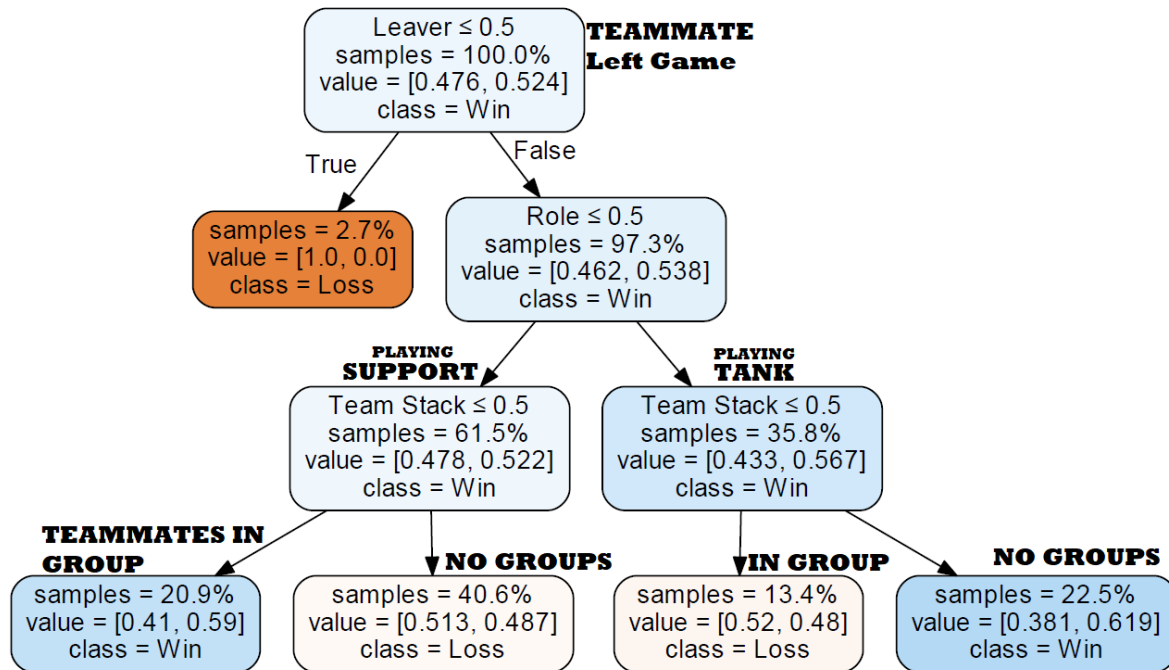 Leaver ≤ 0.5
samples = 100.0%
value = [0.476, 0.524]
class = Win
TEAMMATE
Left Game
True
False
samples = 2.7%
value = [1.0, 0.0]
class = Loss
Role ≤ 0.5
samples = 97.3%
value = [0.462, 0.538]
class = Win
PLAYING
SUPPORT
PLAYING
TANK
Team Stack ≤ 0.5
samples = 61.5%
value = [0.478, 0.522]
class = Win
Team Stack ≤ 0.5
samples = 35.8%
value = [0.433, 0.567]
class = Win
TEAMMATES IN
GROUP
NO GROUPS
IN GROUP
NO GROUPS
samples = 20.9%
value = [0.41, 0.59]
class = Win
samples = 40.6%
value = [0.513, 0.487]
class = Loss
samples = 13.4%
value = [0.52, 0.48]
class = Loss
samples = 22.5%
value = [0.381, 0.619]
class = Win